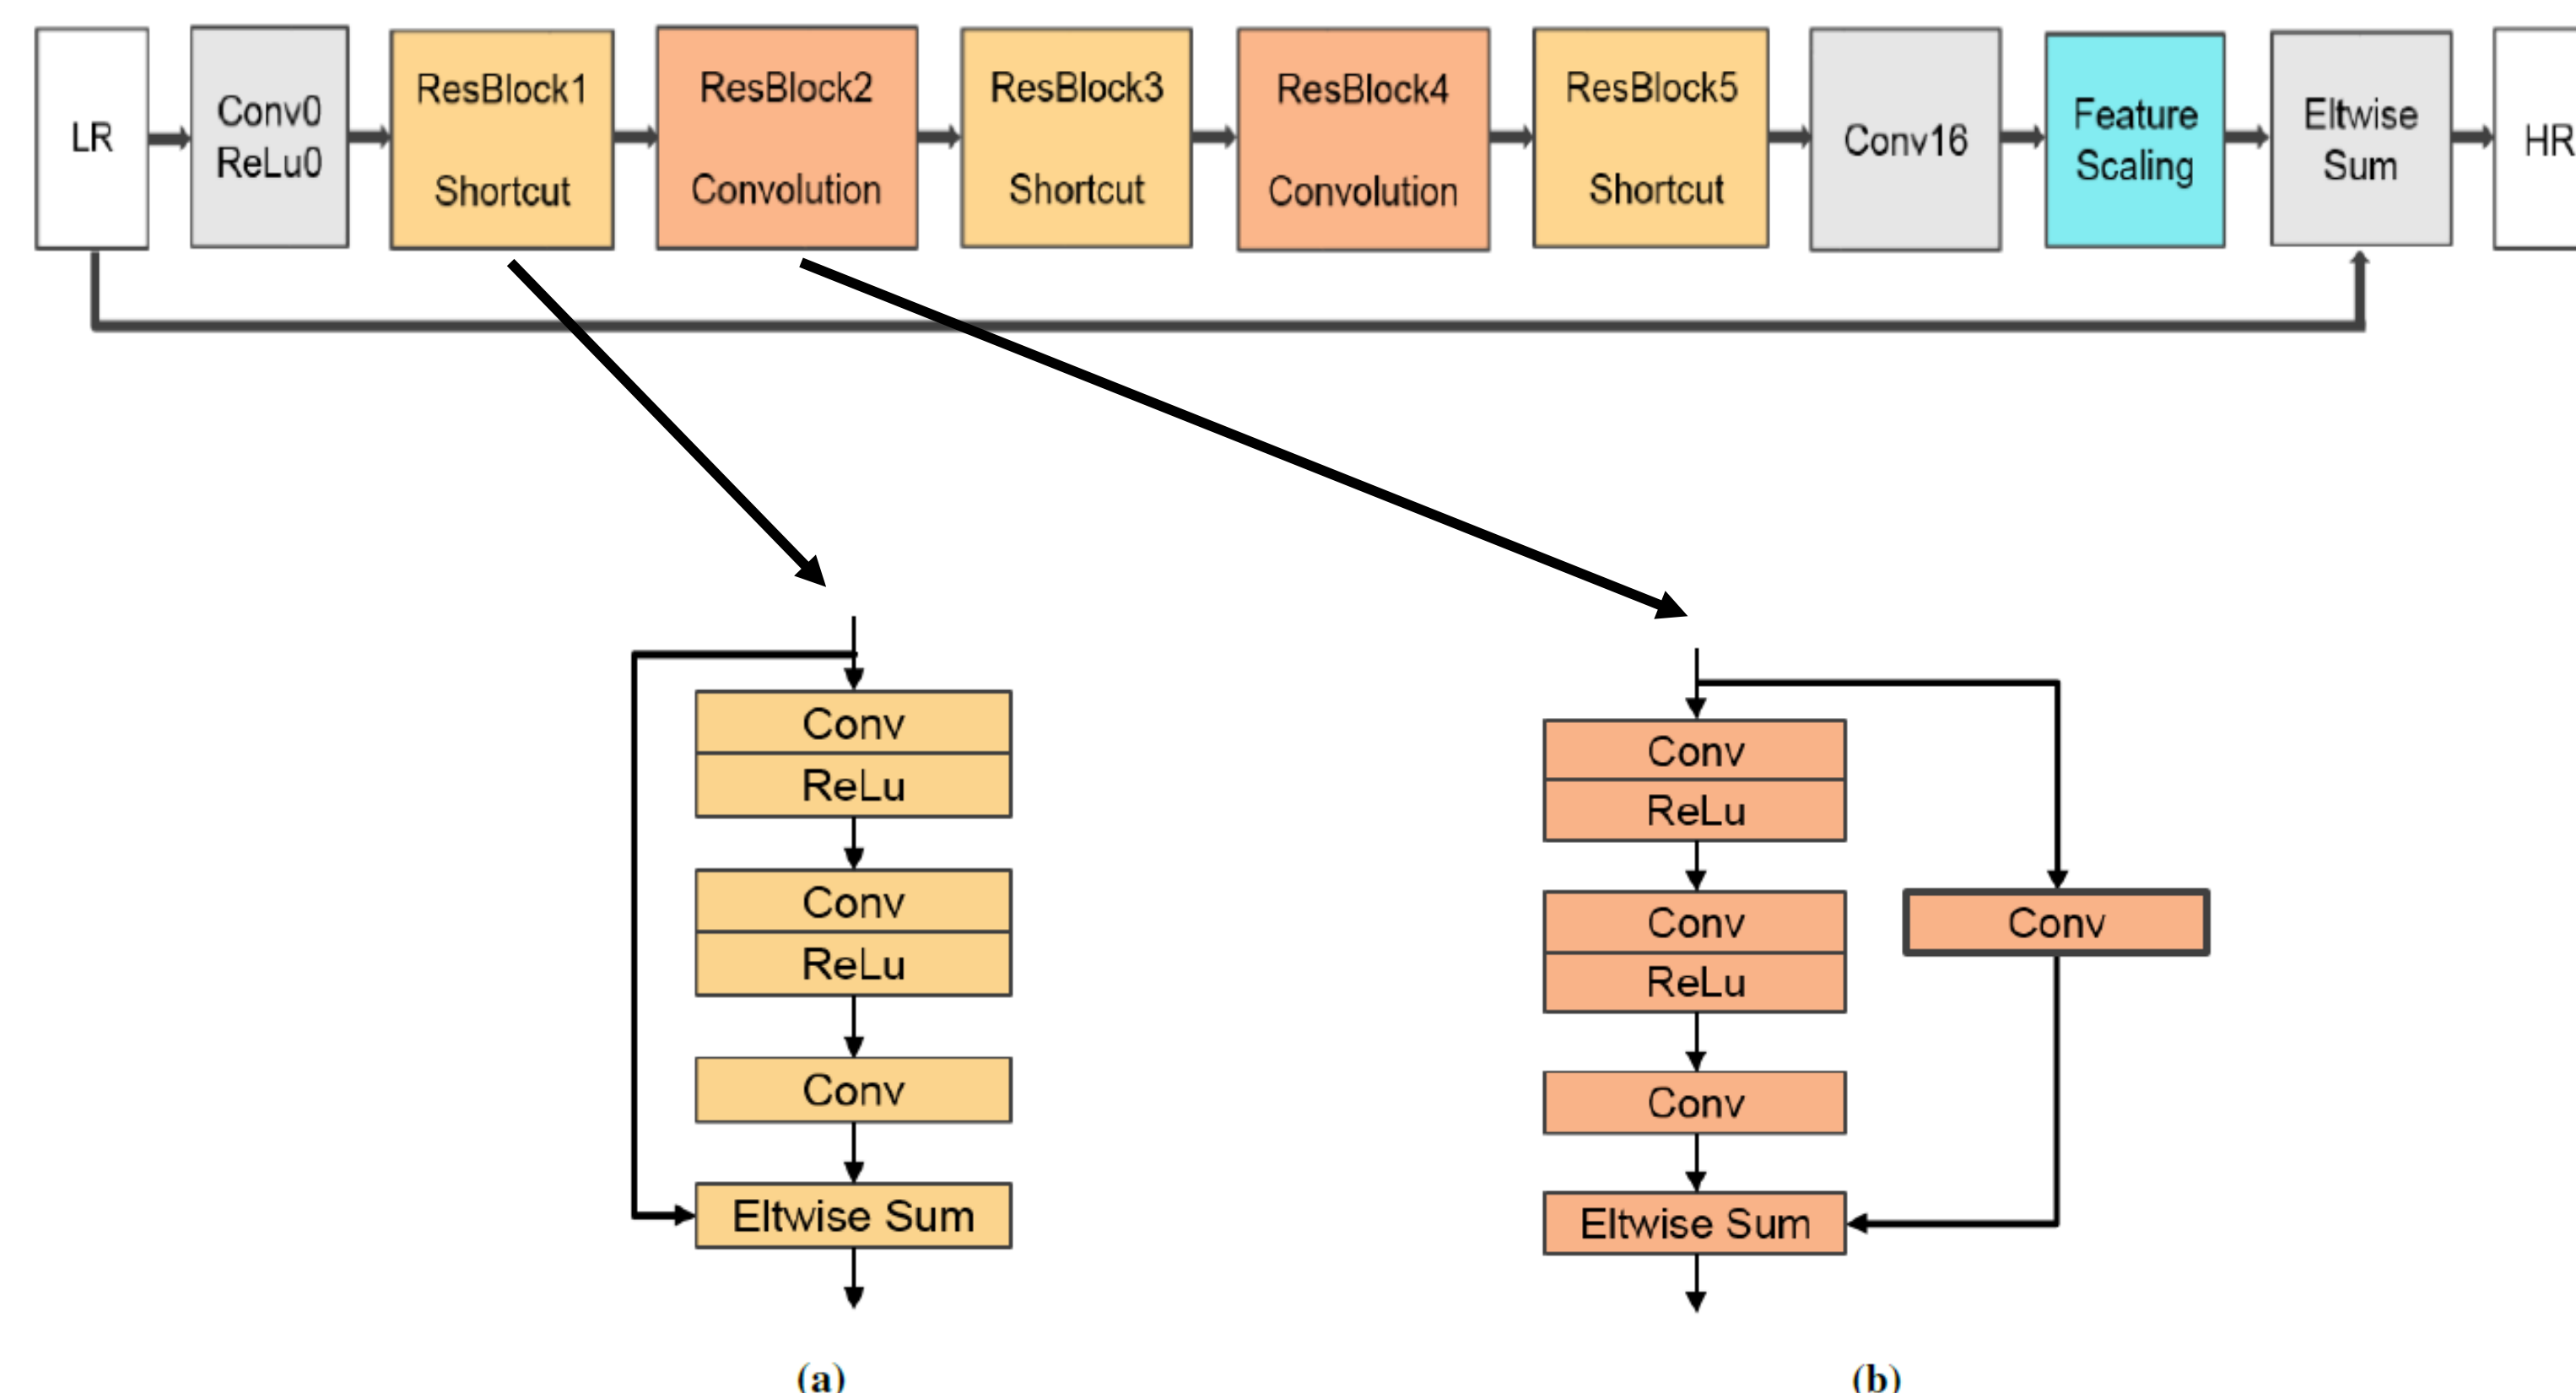 LR
Conv0
ReLu0
ResBlock1
Shortcut
ResBlock2
Convolution
ResBlock3
Shortcut
ResBlock4
Convolution
ResBlock5
Shortcut
Conv16
Feature
Scaling
Eltwise
Sum
HR
Conv
ReLu
Conv
ReLu
Conv
Eltwise Sum
(a)
Conv
ReLu
Conv
ReLu
Conv
Conv
Eltwise Sum
(b)